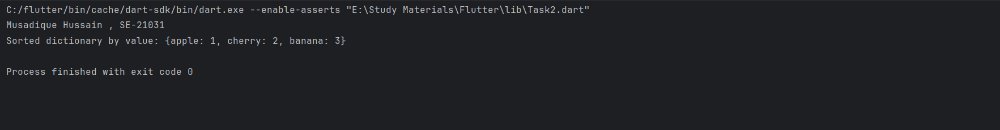 C:/flutter/bin/cache/dart-sdk/bin/dart.exe --enable-asserts "E:\Study Materials\Flutter\lib\Task2.dart"
Musadique Hussain , SE-21031
Sorted dictionary by value: {apple: 1, cherry: 2, banana: 3}
Process finished with exit code 0